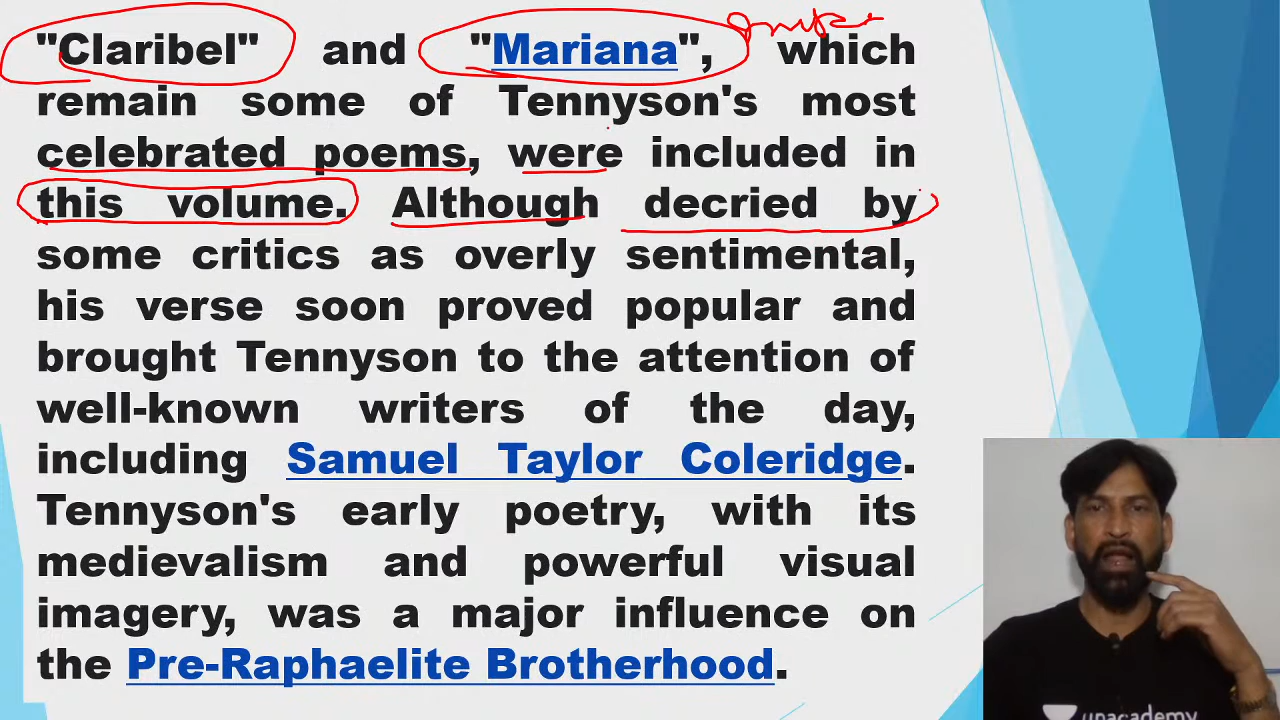 "Claribel" and "Mariana", which
remain some of Tennyson's most
celebrated poems, were included in
this volume. Although decried by
some critics as overly sentimental,
his verse soon proved popular and
brought Tennyson to the attention of
well-known writers of the day,
including Samuel Taylor Coleridge.
Tennyson's early poetry, with its
medievalism and powerful visual
imagery, was a major influence on
the Pre-Raphaelite Brotherhood.
unacademy